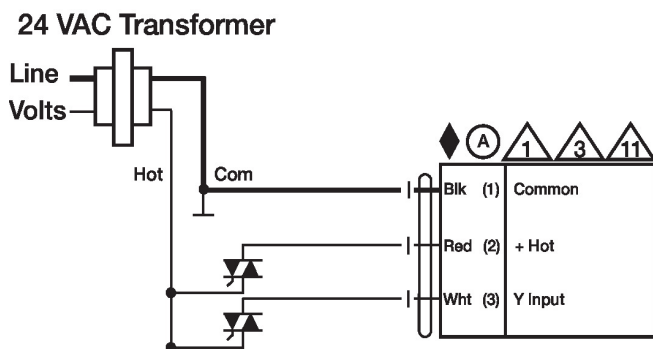 24 VAC Transformer
Line
Volts
Hot
Com
A 1 3 11
Blk (1) Common
Red (2) + Hot
Wht (3) Y Input